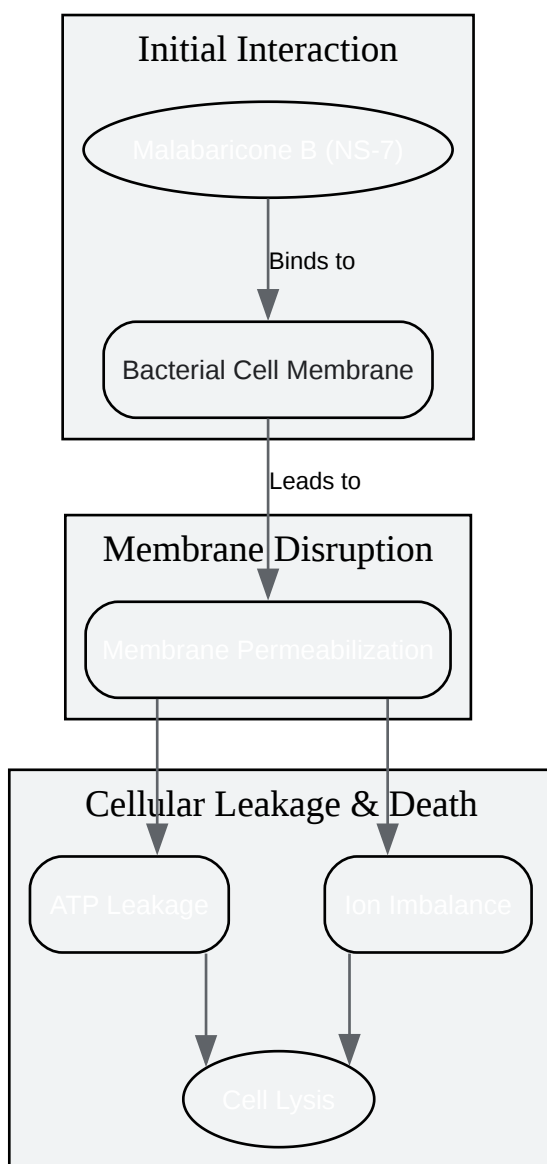 Initial Interaction
Malabaricone B (NS-7)
Binds to
Bacterial Cell Membrane
Leads to
Membrane Disruption
Membrane Permeabilization
Cellular Leakage & Death
ATP Leakage
Ion Imbalance
Cell Lysis